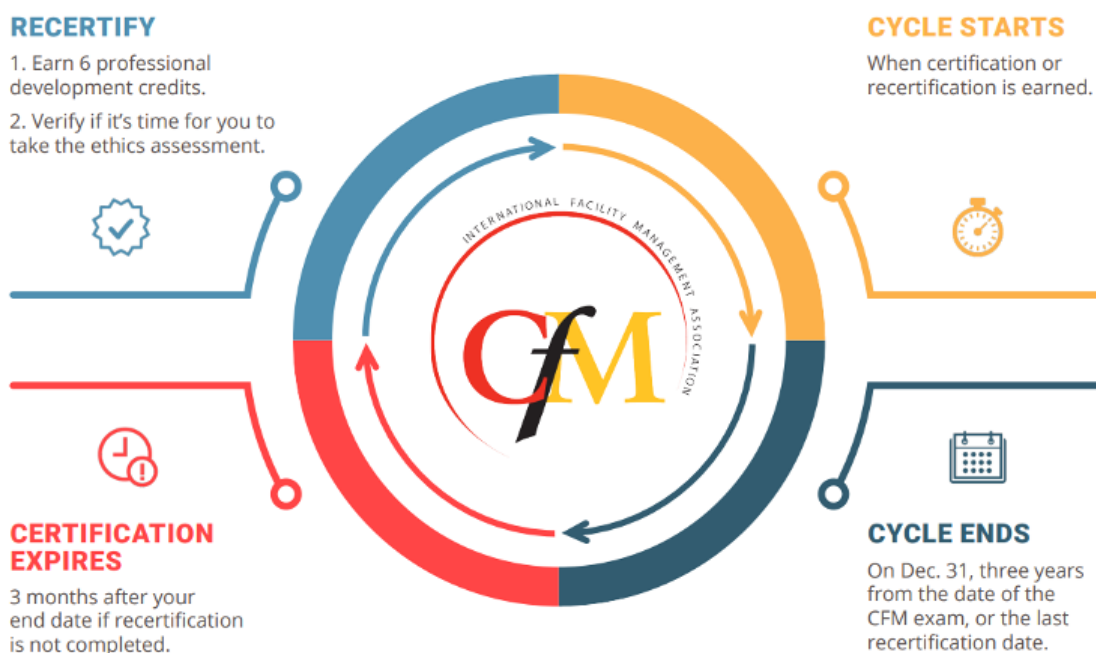 RECERTIFY
1. Earn 6 professional
development credits.
2. Verify if it's time for you to
take the ethics assessment.
CYCLE STARTS
When certification or
recertification is earned.
INTERNATIONAL FACILITY MANAGEMENT ASSOCIATION
CfM
CERTIFICATION
EXPIRES
3 months after your
end date if recertification
is not completed.
CYCLE ENDS
On Dec. 31, three years
from the date of the
CFM exam, or the last
recertification date.